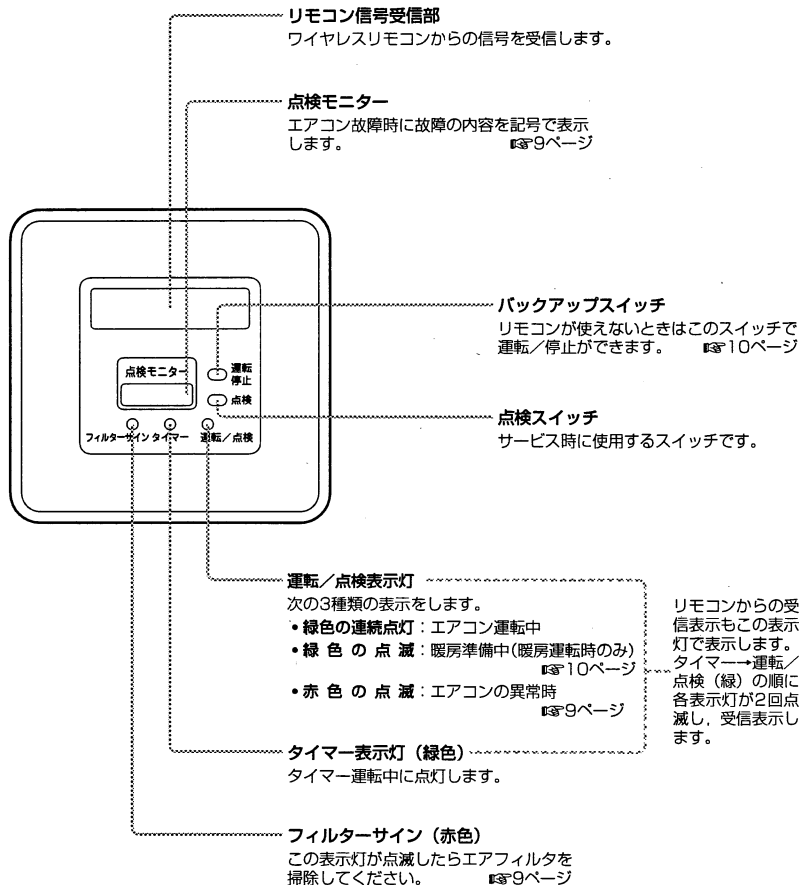 リモコン信号受信部
ワイヤレスリモコンからの信号を受信します。
点検モニター
エアコン故障時に故障の内容を記号で表示
します。 ☞9ページ
バックアップスイッチ
リモコンが使えないときはこのスイッチで
運転／停止ができます。 ☞10ページ
点検モニター
運転
停止
点検
フィルターサイン タイマー 運転／点検
点検スイッチ
サービス時に使用するスイッチです。
運転／点検表示灯
次の3種類の表示をします。
• 緑色の連続点灯：エアコン運転中
• 緑色の点滅：暖房準備中(暖房運転時のみ)
☞10ページ
• 赤色の点滅：エアコンの異常時
☞9ページ
リモコンからの受
信表示もこの表示
灯で表示します。
タイマー→運転／
点検（緑）の順に
各表示灯が2回点
滅し，受信表示し
ます。
タイマー表示灯（緑色）
タイマー運転中に点灯します。
フィルターサイン（赤色）
この表示灯が点滅したらエアフィルタを
掃除してください。 ☞9ページ